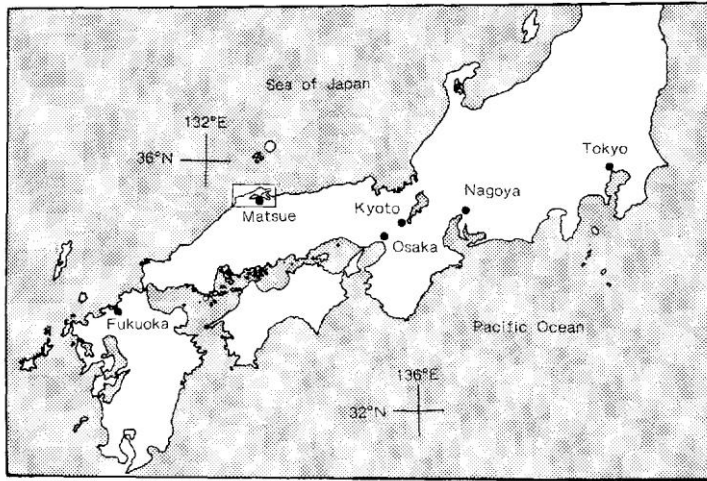 Sea of Japan
132°E
36°N
Tokyo
Matsue
Kyoto
Nagoya
Osaka
Fukuoka
Pacific Ocean
136°E
32°N